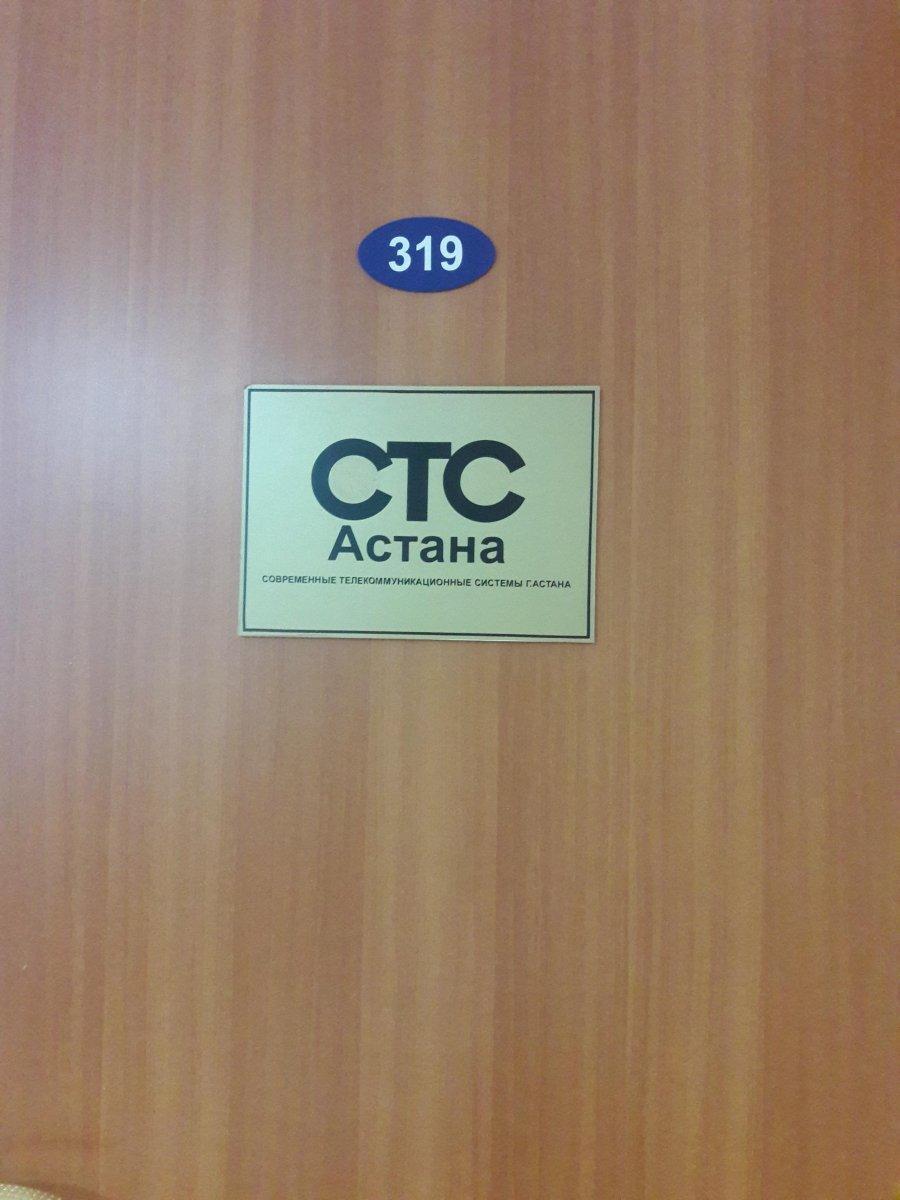 319
СТС
Астана
СОВРЕМЕННЫЕ ТЕЛЕКОММУНИКАЦИОННЫЕ СИСТЕМЫ Г.АСТАНА